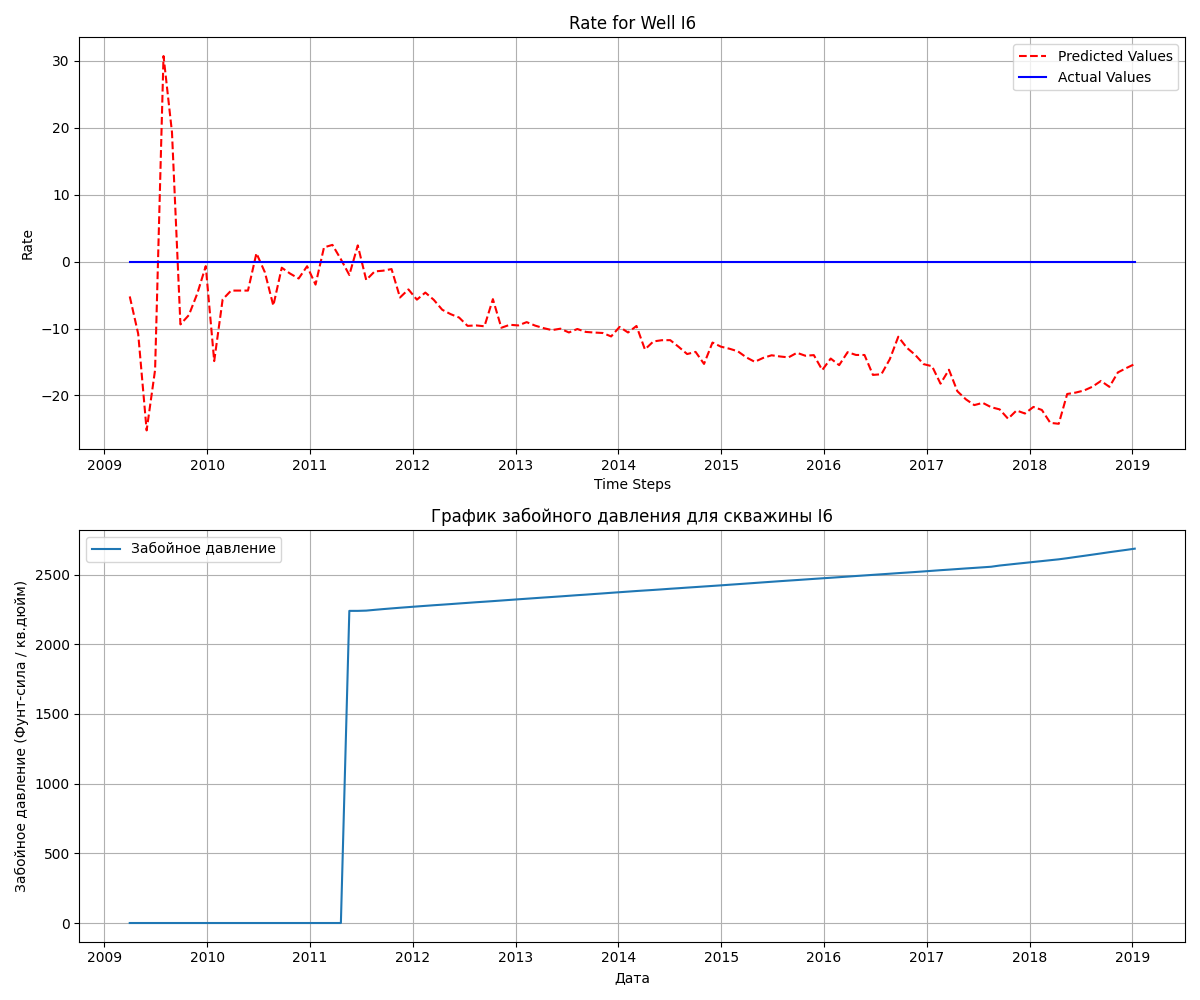 Rate for Well I6
Predicted Values
Actual Values
Rate
30
20
10
0
−10
−20
2009 2010 2011 2012 2013 2014 2015 2016 2017 2018 2019
Time Steps
График забойного давления для скважины I6
Забойное давление
Забойное давление (Фунт-сила / кв.дюйм)
2500
2000
1500
1000
500
0
2009 2010 2011 2012 2013 2014 2015 2016 2017 2018 2019
Дата